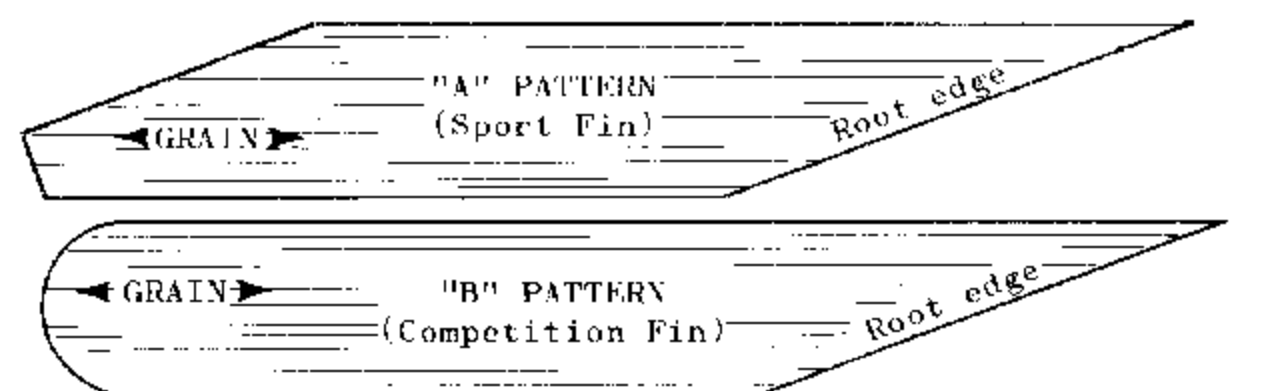 "A" PATTERN
(Sport Fin)
GRAIN
Root edge
"B" PATTERN
GRAIN
(Competition Fin)
Root edge